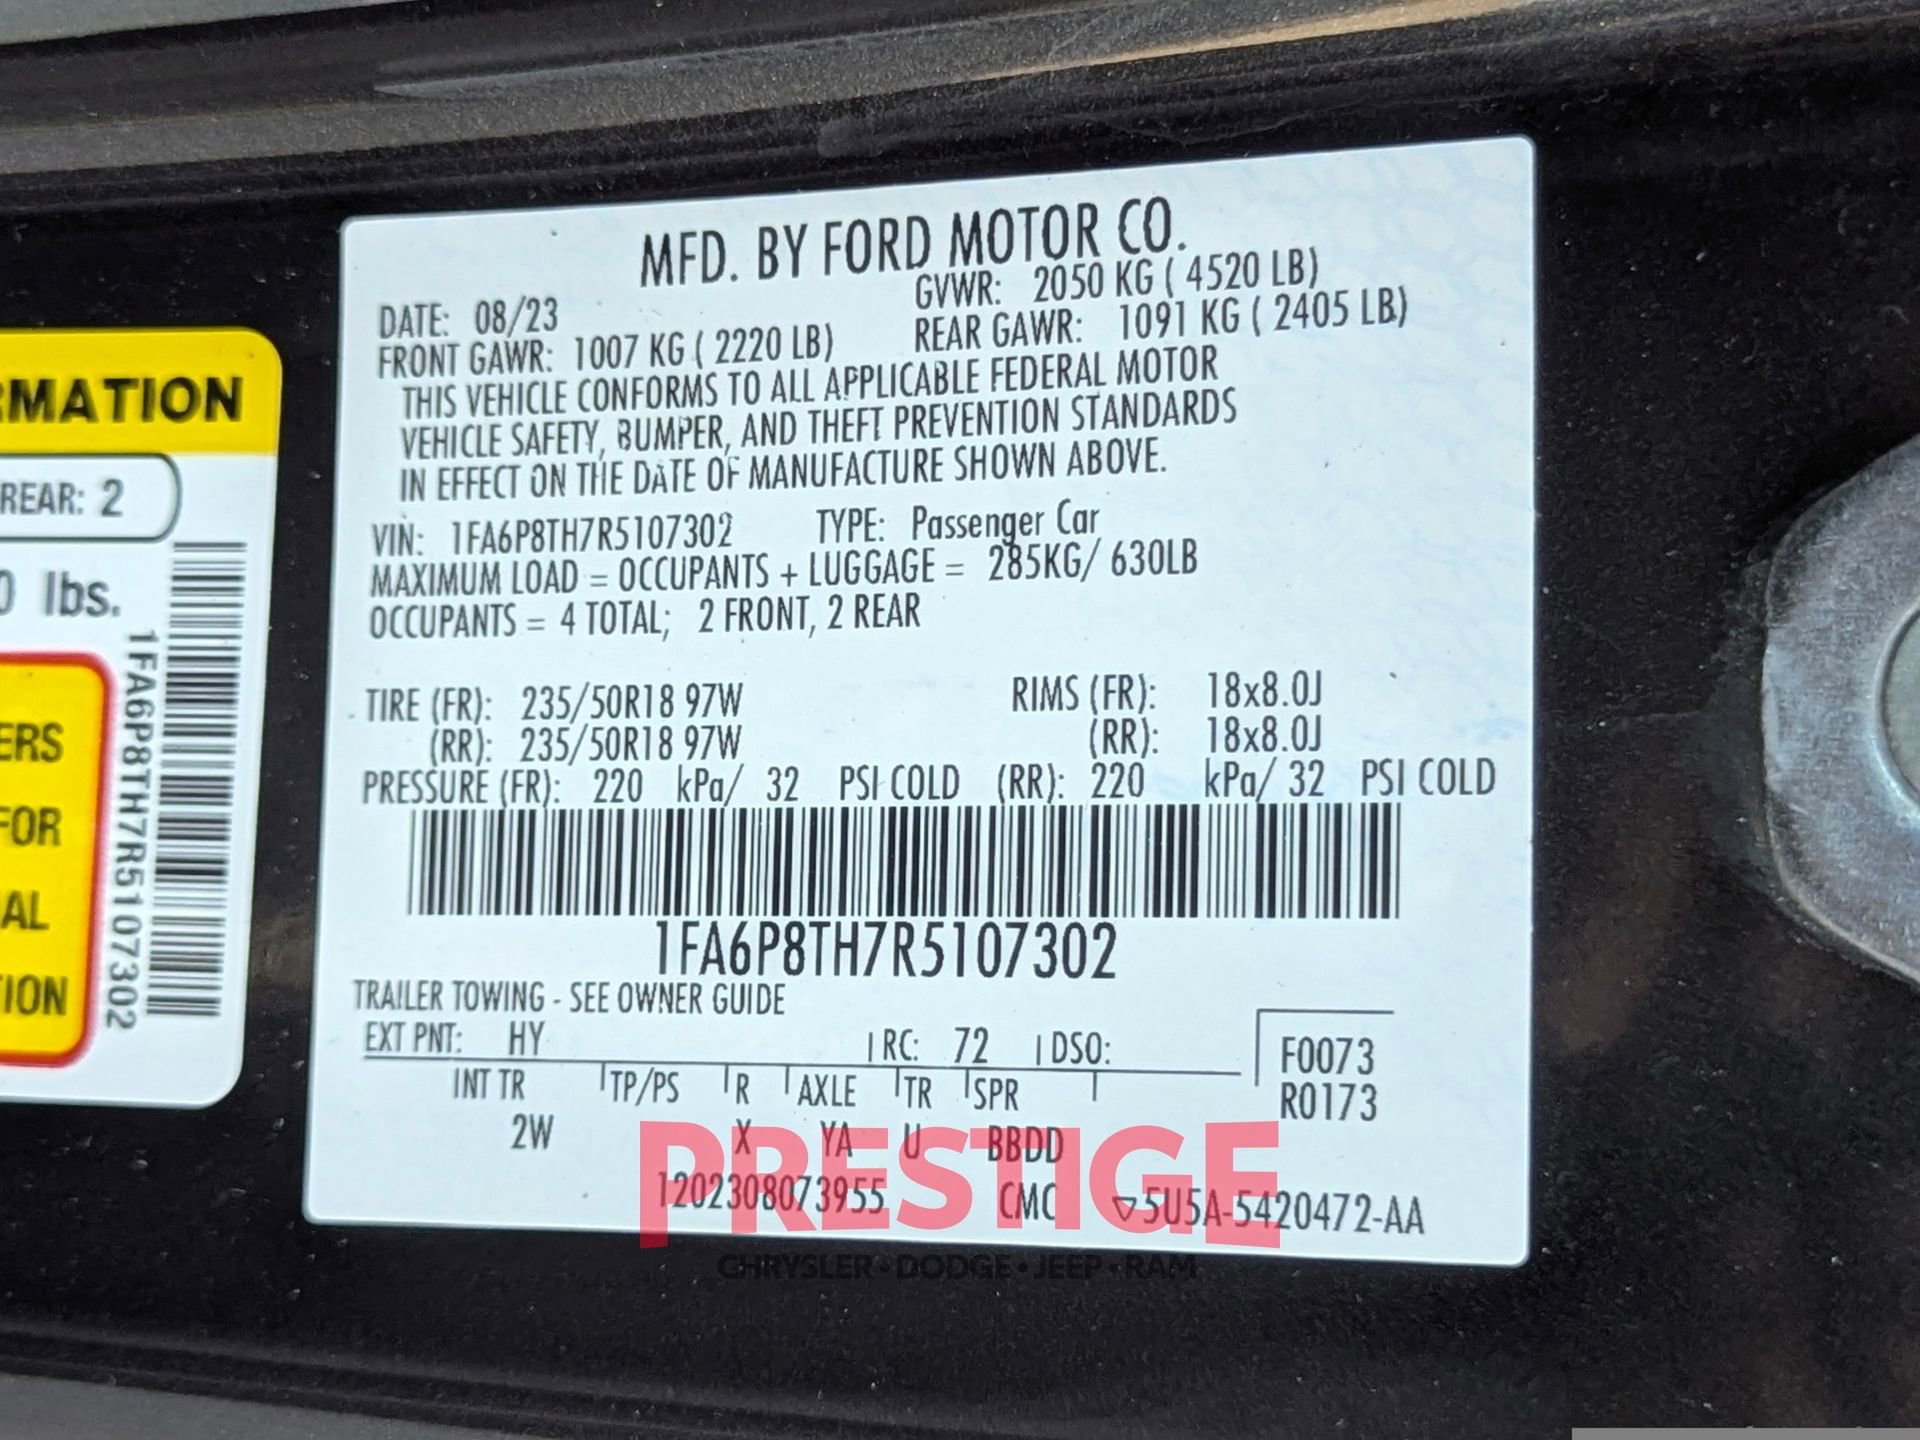 RMATION
REAR: 2
0 lbs.
ERS
FOR
AL
TION
1FA6P8TH7R5107302
MFD. BY FORD MOTOR CO.
DATE: 08/23 GVWR: 2050 KG ( 4520 LB)
FRONT GAWR: 1007 KG ( 2220 LB) REAR GAWR: 1091 KG ( 2405 LB)
THIS VEHICLE CONFORMS TO ALL APPLICABLE FEDERAL MOTOR
VEHICLE SAFETY, BUMPER, AND THEFT PREVENTION STANDARDS
IN EFFECT ON THE DATE OF MANUFACTURE SHOWN ABOVE.
VIN: 1FA6P8TH7R5107302 TYPE: Passenger Car
MAXIMUM LOAD = OCCUPANTS + LUGGAGE = 285KG/ 630LB
OCCUPANTS = 4 TOTAL; 2 FRONT, 2 REAR
TIRE (FR): 235/50R18 97W RIMS (FR): 18x8.0J
(RR): 235/50R18 97W (RR): 18x8.0J
PRESSURE (FR): 220 kPa/ 32 PSI COLD (RR): 220 kPa/ 32 PSI COLD
1FA6P8TH7R5107302
TRAILER TOWING - SEE OWNER GUIDE
EXT PNT: HY RC: 72 DSO: F0073
INT TR TP/PS R AXLE TR SPR R0173
2W X YA U BBDD
1202308073955 CMC ▽5U5A-5420472-AA
PRESTIGE
CHRYSLER • DODGE • JEEP • RAM